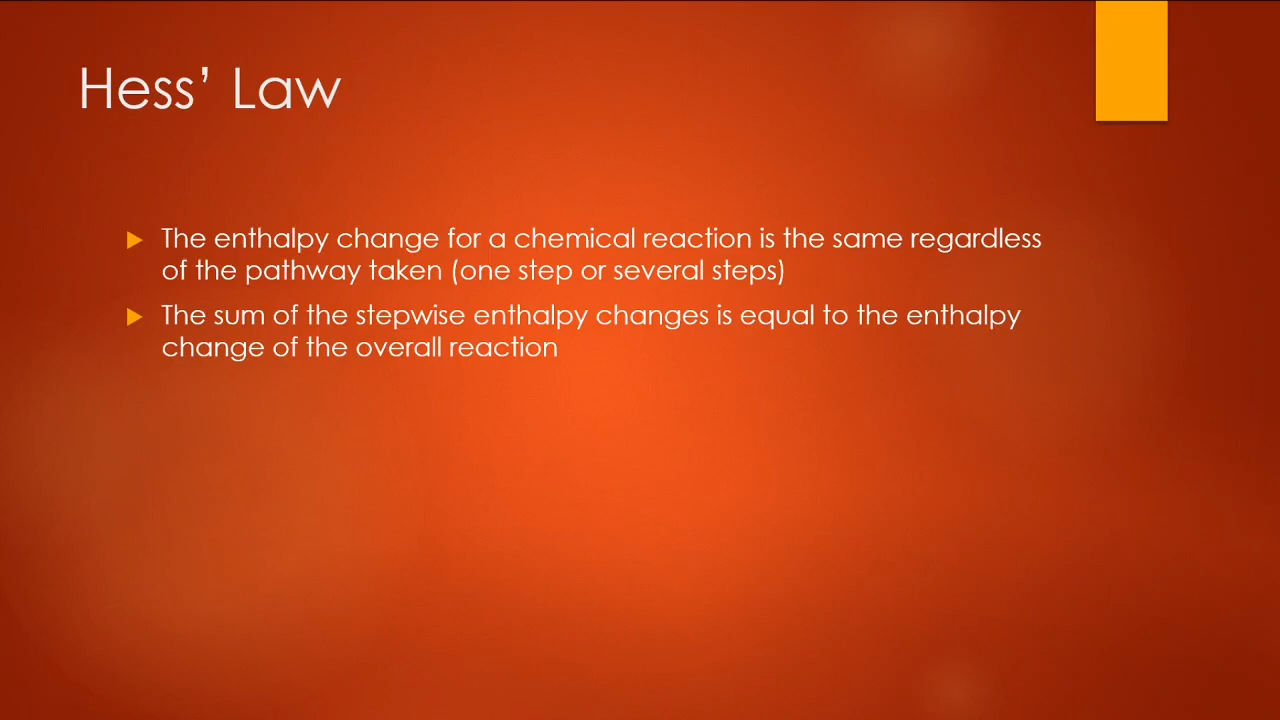 Hess’ Law
The enthalpy change for a chemical reaction is the same regardless
of the pathway taken (one step or several steps)
The sum of the stepwise enthalpy changes is equal to the enthalpy
change of the overall reaction